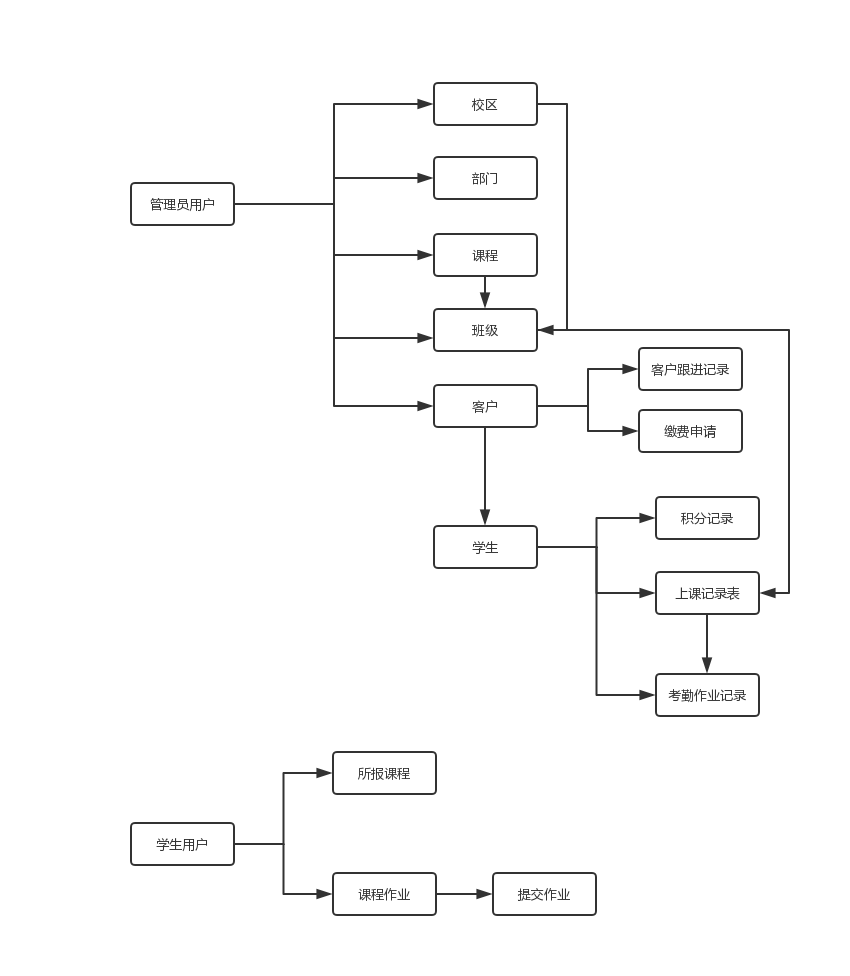 校区
部门
管理员用户
课程
班级
客户跟进记录
客户
缴费申请
积分记录
学生
上课记录表
考勤作业记录
所报课程
学生用户
课程作业
提交作业